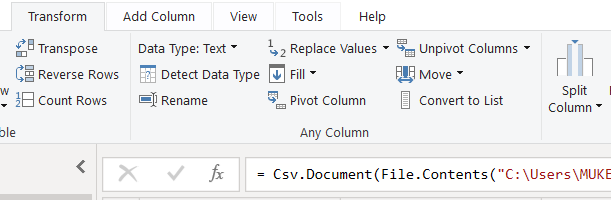 Transform Add Column View Tools Help
Transpose Data Type: Text Replace Values Unpivot Columns
Reverse Rows Detect Data Type Fill Move Split
Count Rows Rename Pivot Column Convert to List Column
Any Column
fx = Csv.Document(File.Contents("C:\Users\MUKE